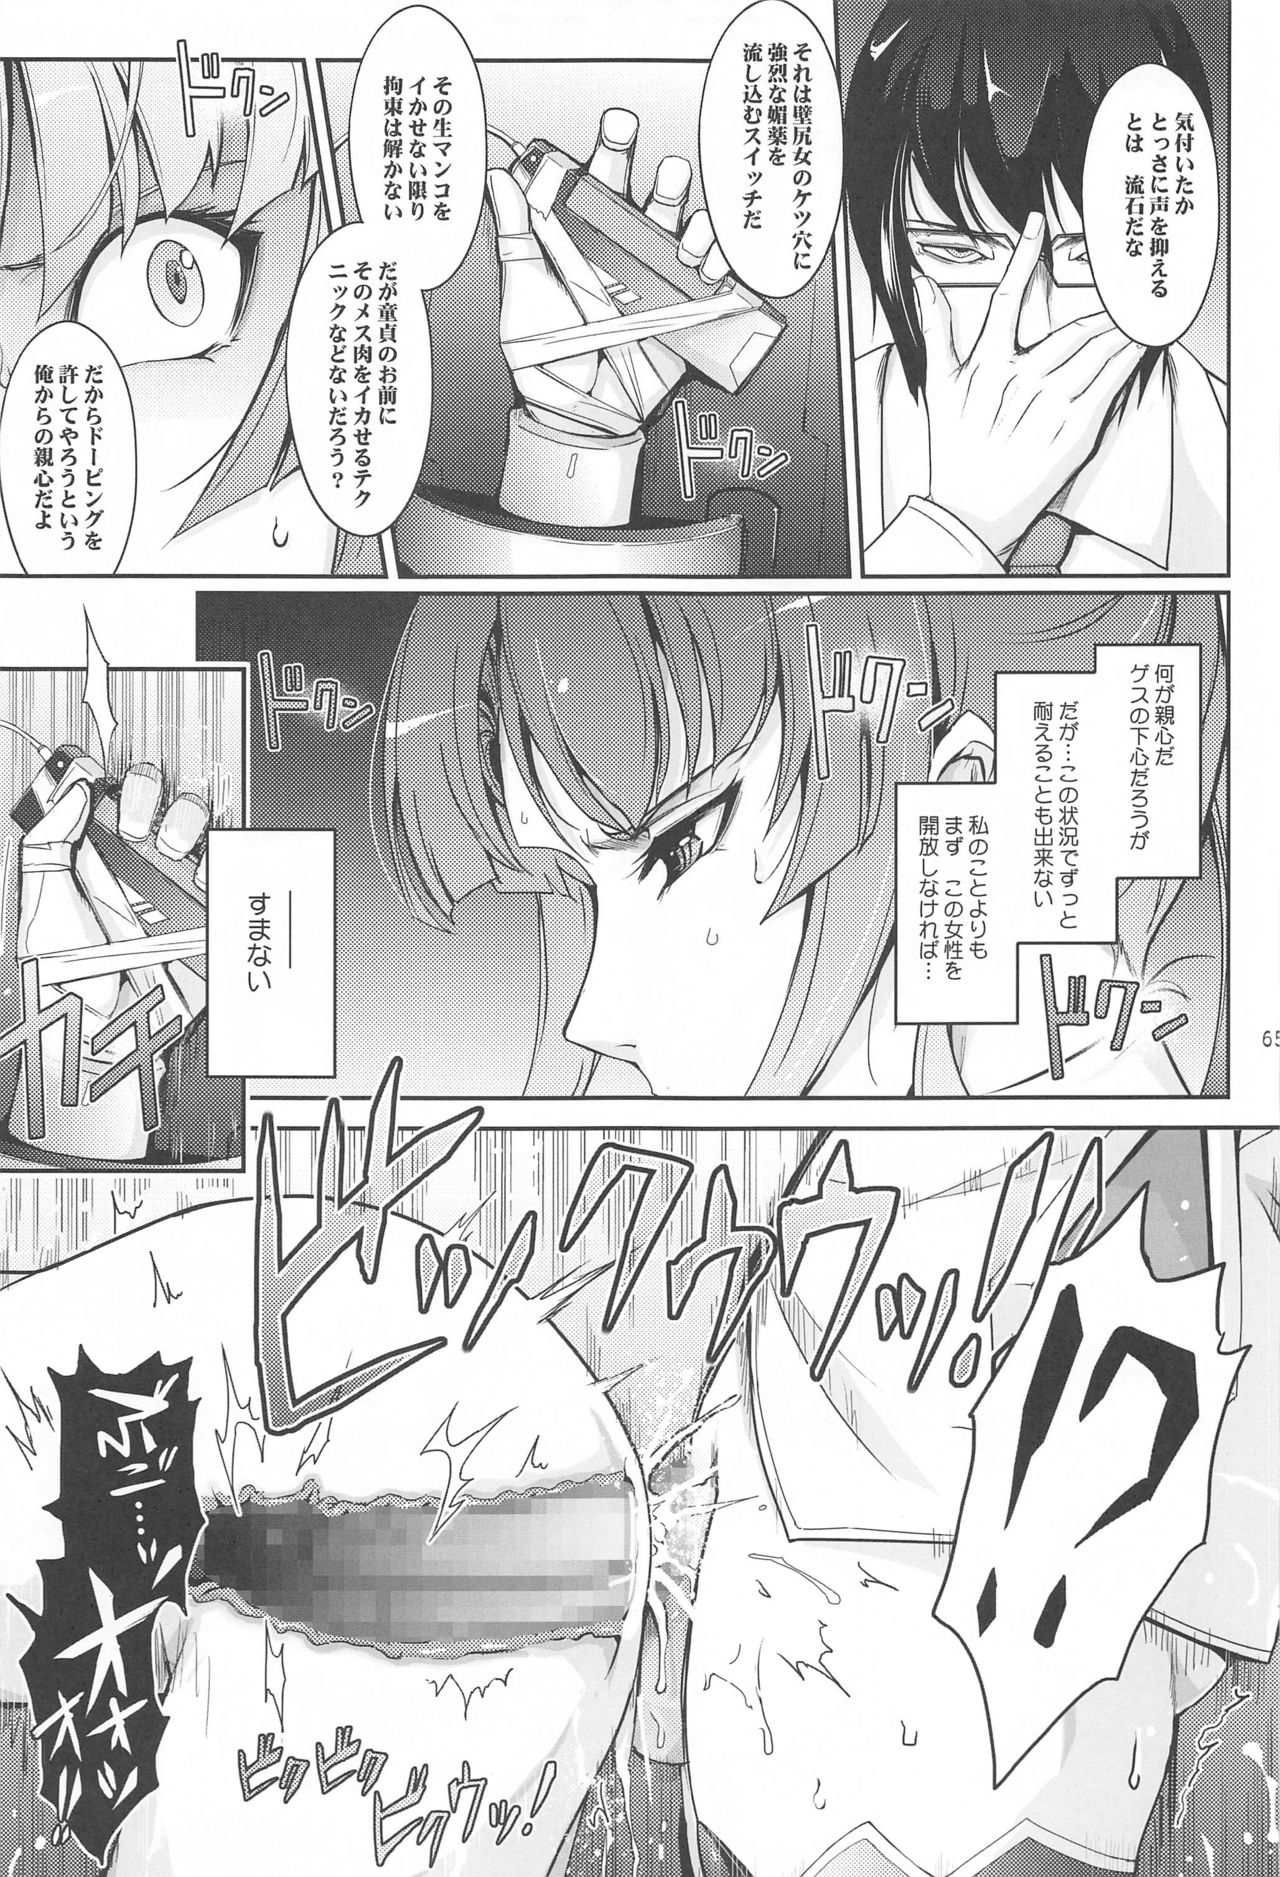 気付いたか
とっさに声を抑える
とは　流石だな
それは壁尻女のケツ穴に
強烈な媚薬を
流し込むスイッチだ
その生マンコを
イかせない限り
拘束は解かない
だが童貞のお前に
そのメス肉をイカせるテク
ニックなどないだろう？
だからドーピングを
許してやろうという
俺からの親心だよ
ドクン
ドクン
何が親心だ
ゲスの下心だろうが
だが…この状況でずっと
耐えることも出来ない
私のことよりも
まず　この女性を
開放しなければ…
ドクン
ドクン
ドクン
――
すまない
カチッ
65
ビックゥウッ！
!?
オオオッ!!
ビクビクビクウッ！